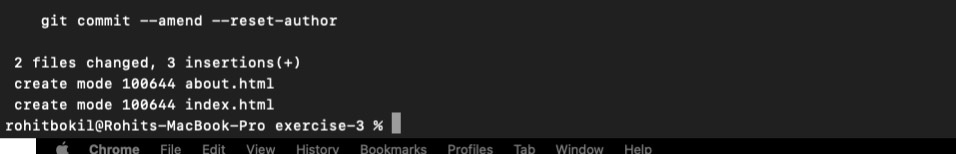 git commit --amend --reset-author
2 files changed, 3 insertions(+)
create mode 100644 about.html
create mode 100644 index.html
rohitbokil@Rohits-MacBook-Pro exercise-3 %
Chrome File Edit View History Bookmarks Profiles Tab Window Help